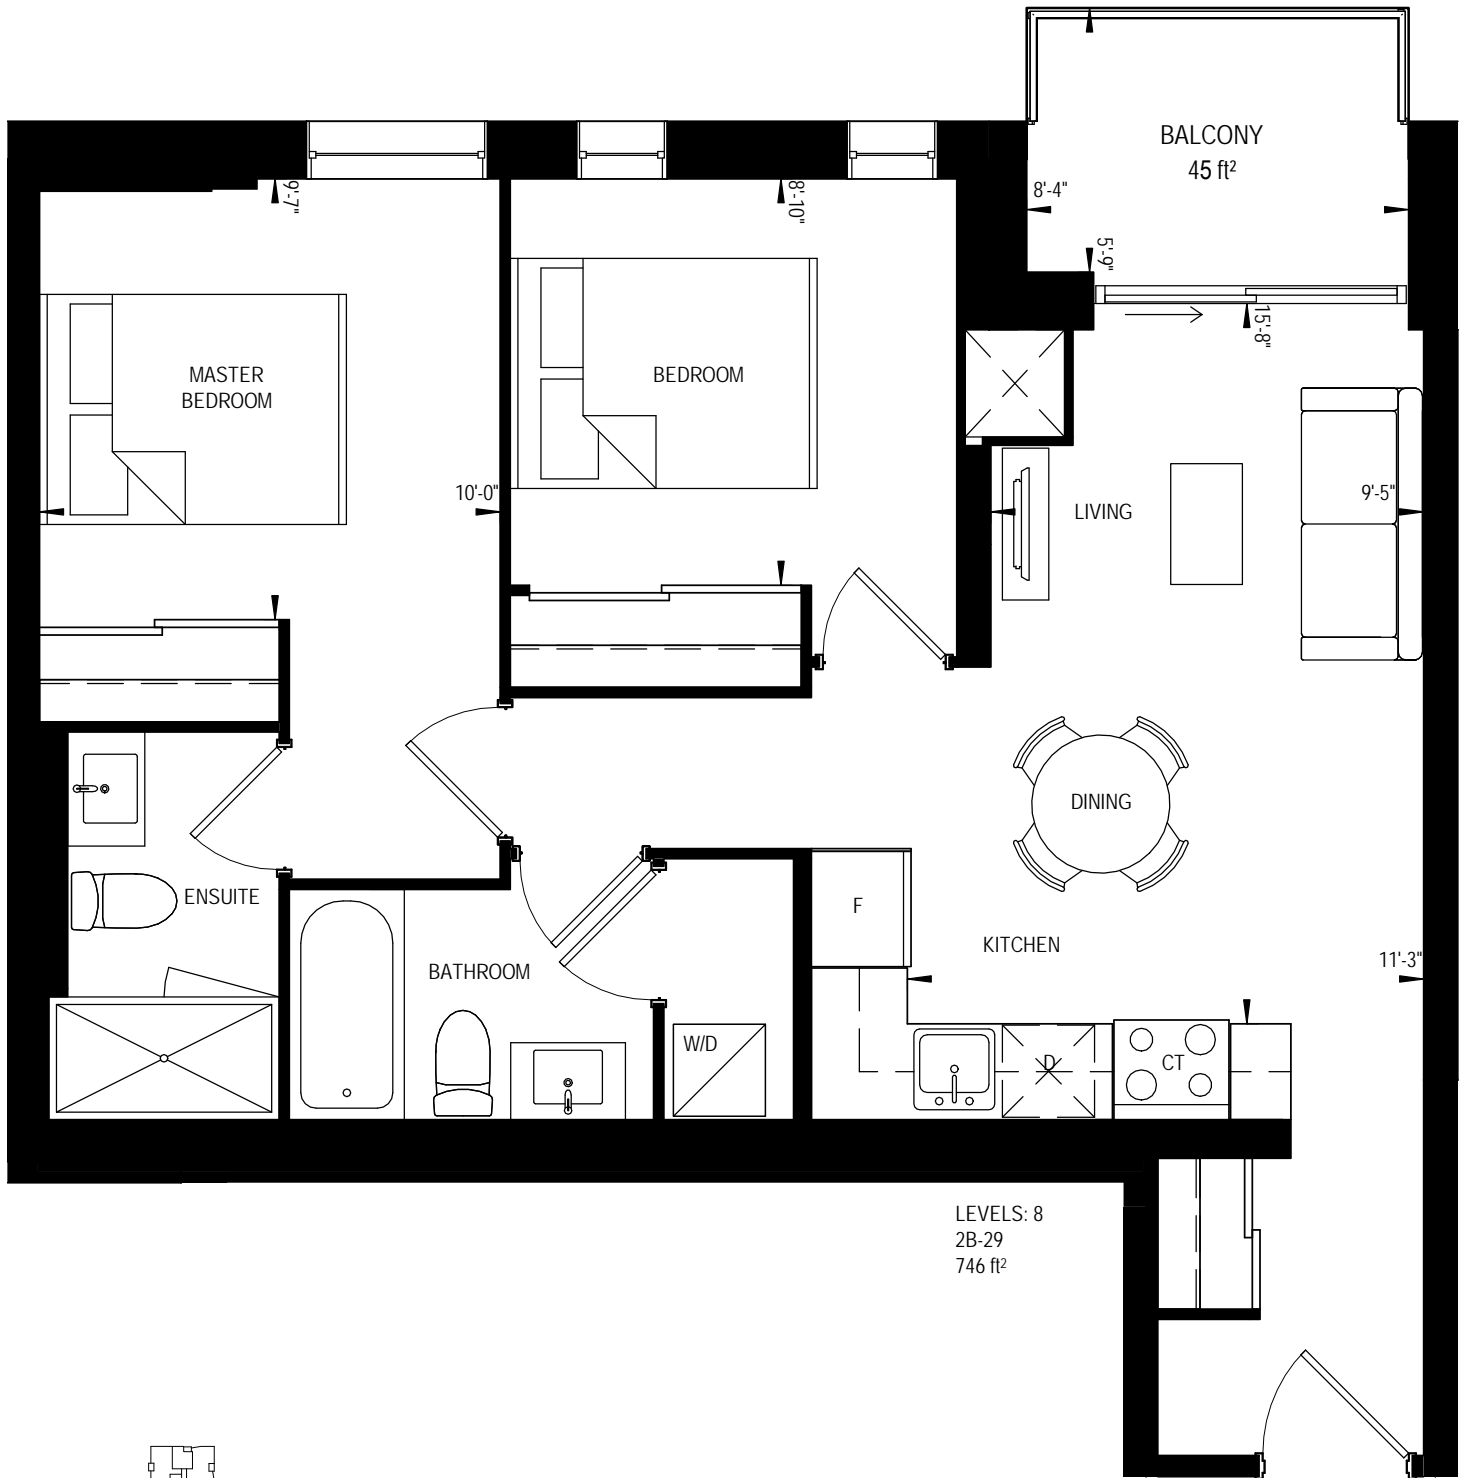 BALCONY
45 ft²
8'-4"
5'-9"
9'-7"
8'-10"
15'-8"
MASTER
BEDROOM
BEDROOM
10'-0"
LIVING
9'-5"
DINING
ENSUITE
F
KITCHEN
BATHROOM
11'-3"
W/D
D
CT
LEVELS: 8
2B-29
746 ft²